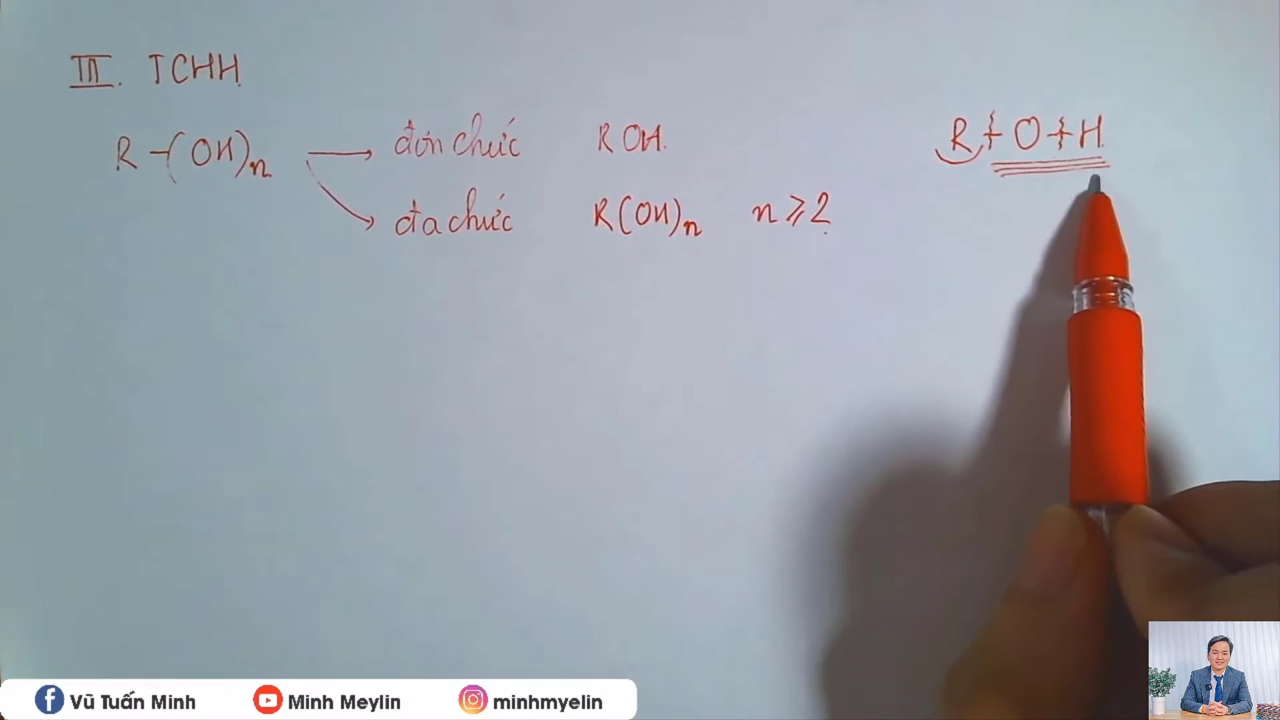 III. TCHH
R-(OH)n → đơn chức ROH
đa chức R(OH)n n ≥ 2
R-O-H
Vũ Tuấn Minh Minh Meylin minhmyelin